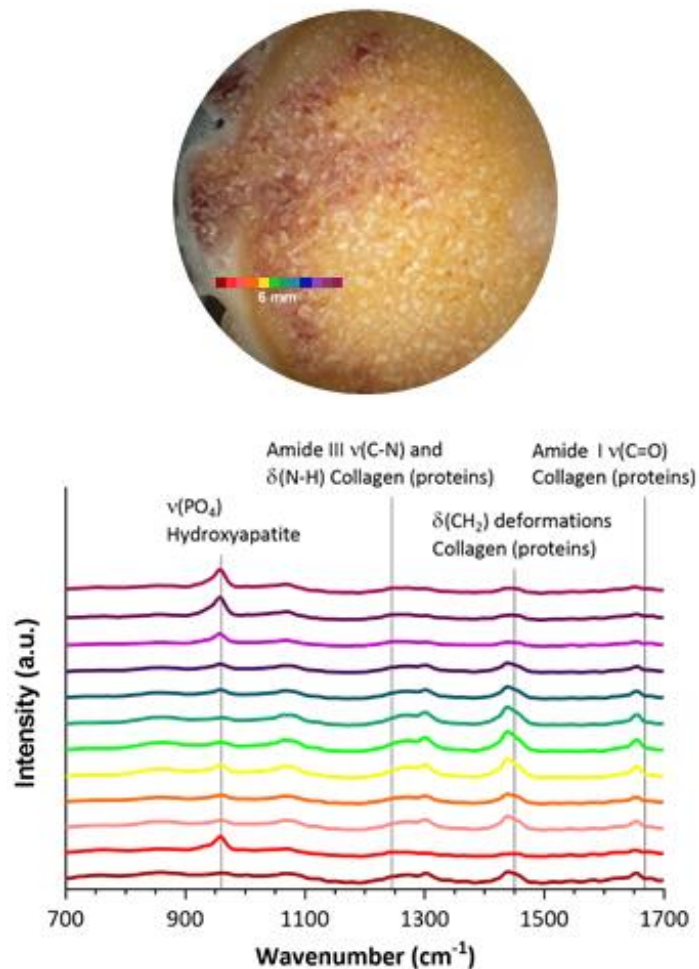 6 mm
Amide III ν(C-N) and
δ(N-H) Collagen (proteins)
Amide I ν(C=O)
Collagen (proteins)
ν(PO₄)
Hydroxyapatite
δ(CH₂) deformations
Collagen (proteins)
Intensity (a.u.)
700 900 1100 1300 1500 1700
Wavenumber (cm⁻¹)